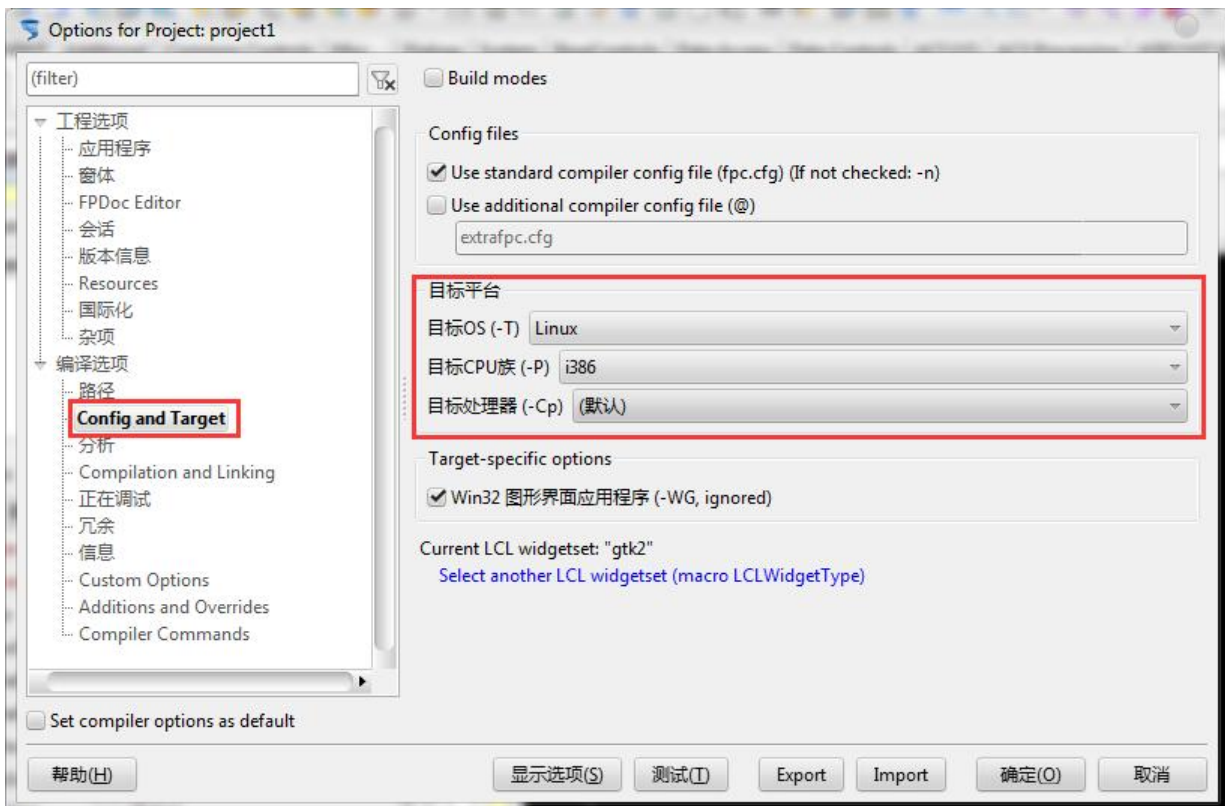 Options for Project: project1
(filter)
工程选项
应用程序
窗体
FPDoc Editor
会话
版本信息
Resources
国际化
杂项
编译选项
路径
Config and Target
分析
Compilation and Linking
正在调试
冗余
信息
Custom Options
Additions and Overrides
Compiler Commands
Set compiler options as default
Build modes
Config files
Use standard compiler config file (fpc.cfg) (If not checked: -n)
Use additional compiler config file (@)
extrafpc.cfg
目标平台
目标OS (-T) Linux
目标CPU族 (-P) i386
目标处理器 (-Cp) (默认)
Target-specific options
Win32 图形界面应用程序 (-WG, ignored)
Current LCL widgetset: "gtk2"
Select another LCL widgetset (macro LCLWidgetType)
帮助(H) 显示选项(S) 测试(T) Export Import 确定(O) 取消